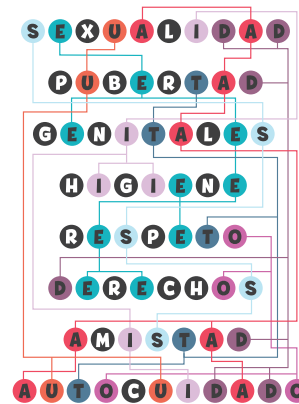 SEXUALIDAD
PUBERTAD
GENITALES
HIGIENE
RESPETO
DERECHOS
AMISTAD
AUTOCUIDADO